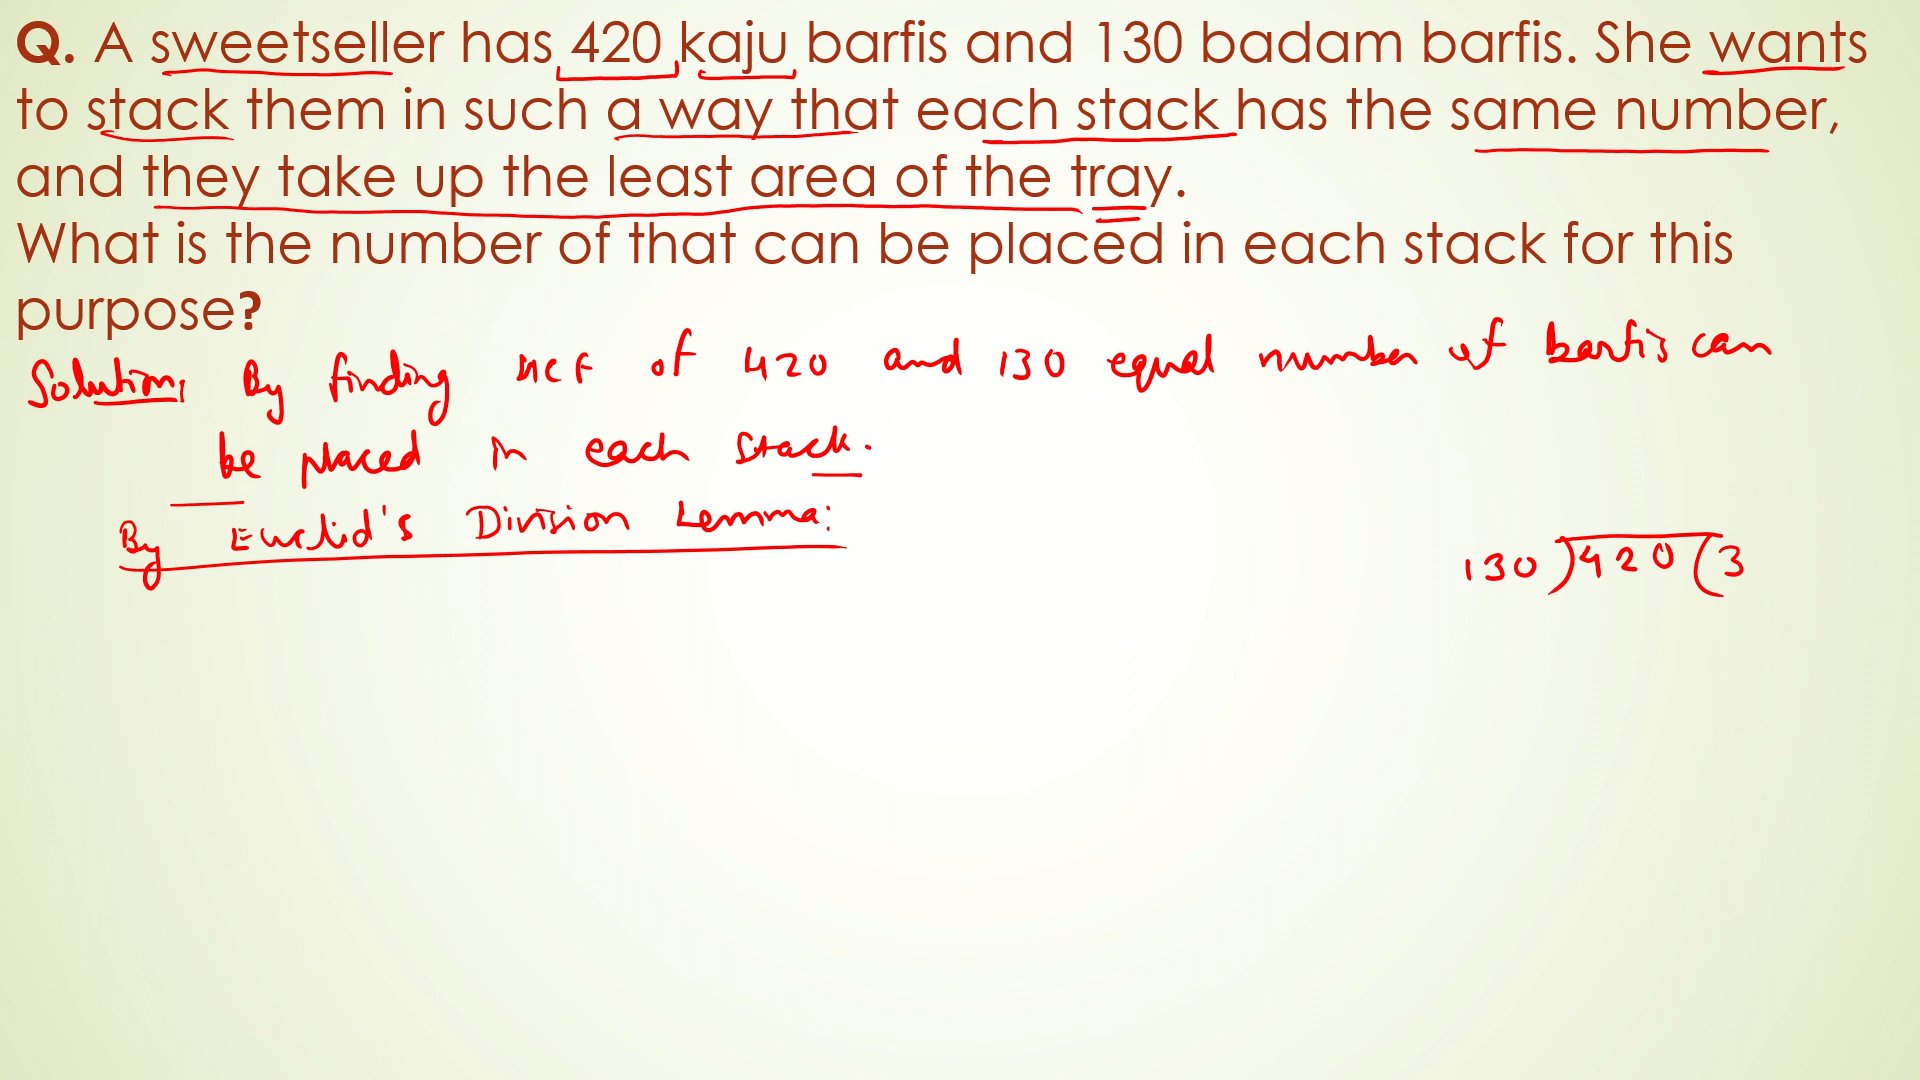 Q. A sweetseller has 420 kaju barfis and 130 badam barfis. She wants
to stack them in such a way that each stack has the same number,
and they take up the least area of the tray.
What is the number of that can be placed in each stack for this
purpose?
Solution: By finding HCF of 420 and 130 equal number of barfis can
be placed in each stack.
By Euclid's Division Lemma:
130)420(3